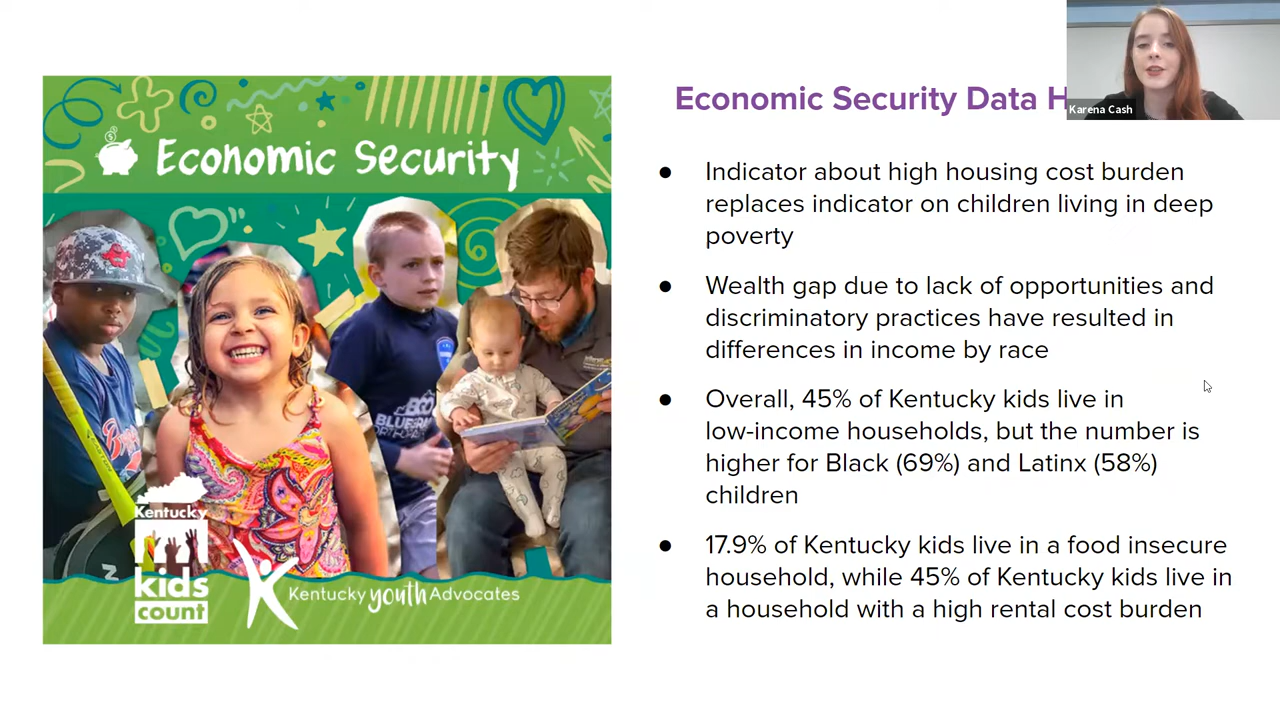 Economic Security
Kentucky
kids
count
Kentucky youth Advocates
Economic Security Data
Karena Cash
● Indicator about high housing cost burden
replaces indicator on children living in deep
poverty
● Wealth gap due to lack of opportunities and
discriminatory practices have resulted in
differences in income by race
● Overall, 45% of Kentucky kids live in
low-income households, but the number is
higher for Black (69%) and Latinx (58%)
children
● 17.9% of Kentucky kids live in a food insecure
household, while 45% of Kentucky kids live in
a household with a high rental cost burden